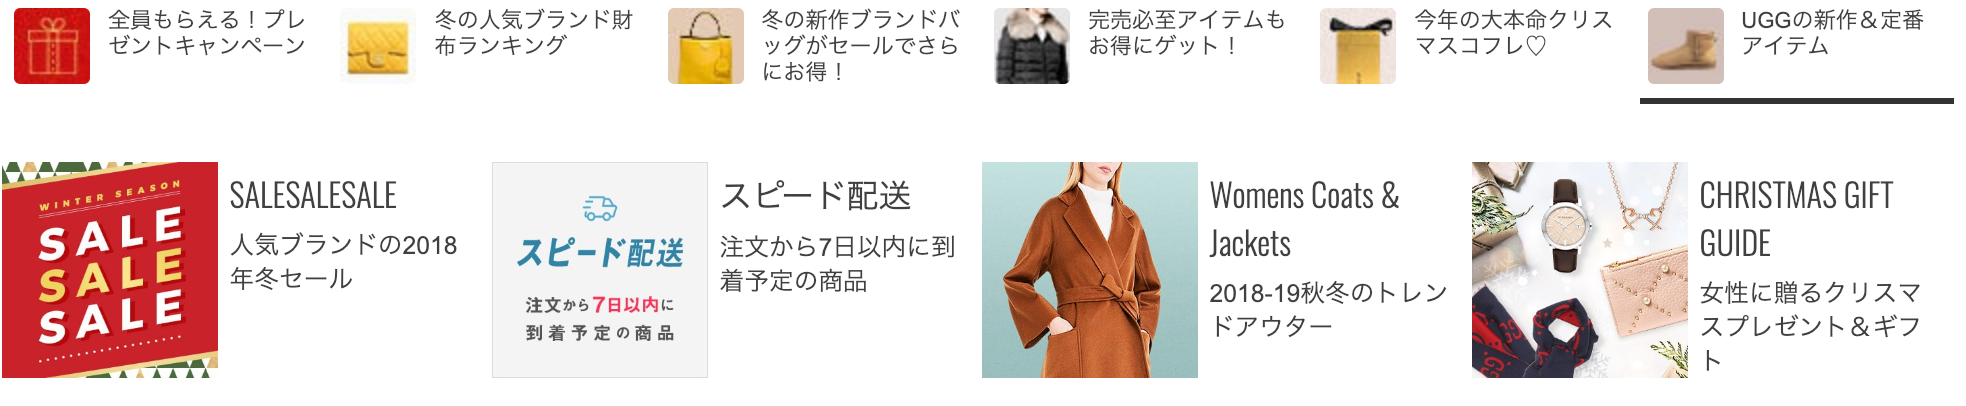 全員もらえる！プレ
ゼントキャンペーン
冬の人気ブランド財
布ランキング
冬の新作ブランドバ
ッグがセールでさら
にお得！
完売必至アイテムも
お得にゲット！
今年の大本命クリス
マスコフレ♡
UGGの新作＆定番
アイテム
WINTER SEASON
SALE
SALE
SALE
SALESALESALE
人気ブランドの2018
年冬セール
スピード配送
注文から7日以内に
到着予定の商品
スピード配送
注文から7日以内に到
着予定の商品
Womens Coats &
Jackets
2018-19秋冬のトレン
ドアウター
CHRISTMAS GIFT
GUIDE
女性に贈るクリスマ
スプレゼント＆ギフ
ト